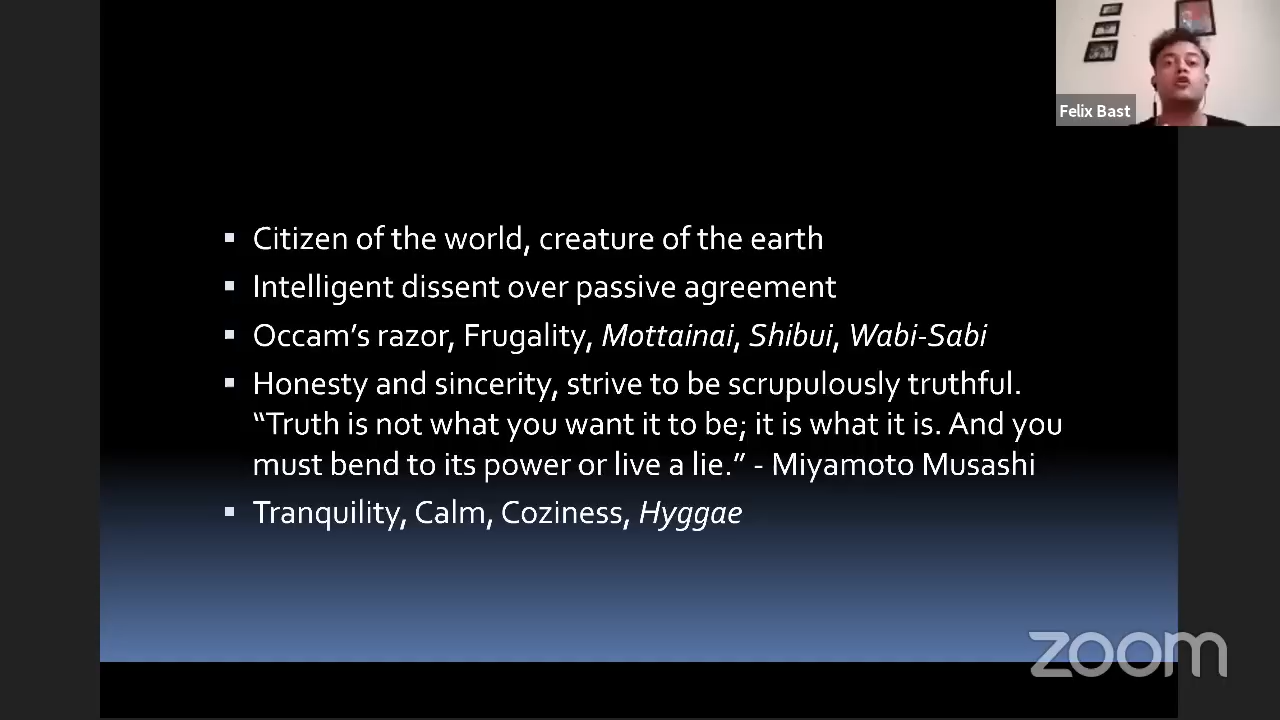 Felix Bast
▪ Citizen of the world, creature of the earth
▪ Intelligent dissent over passive agreement
▪ Occam’s razor, Frugality, Mottainai, Shibui, Wabi-Sabi
▪ Honesty and sincerity, strive to be scrupulously truthful.
“Truth is not what you want it to be; it is what it is. And you
must bend to its power or live a lie.” - Miyamoto Musashi
▪ Tranquility, Calm, Coziness, Hyggae
zoom